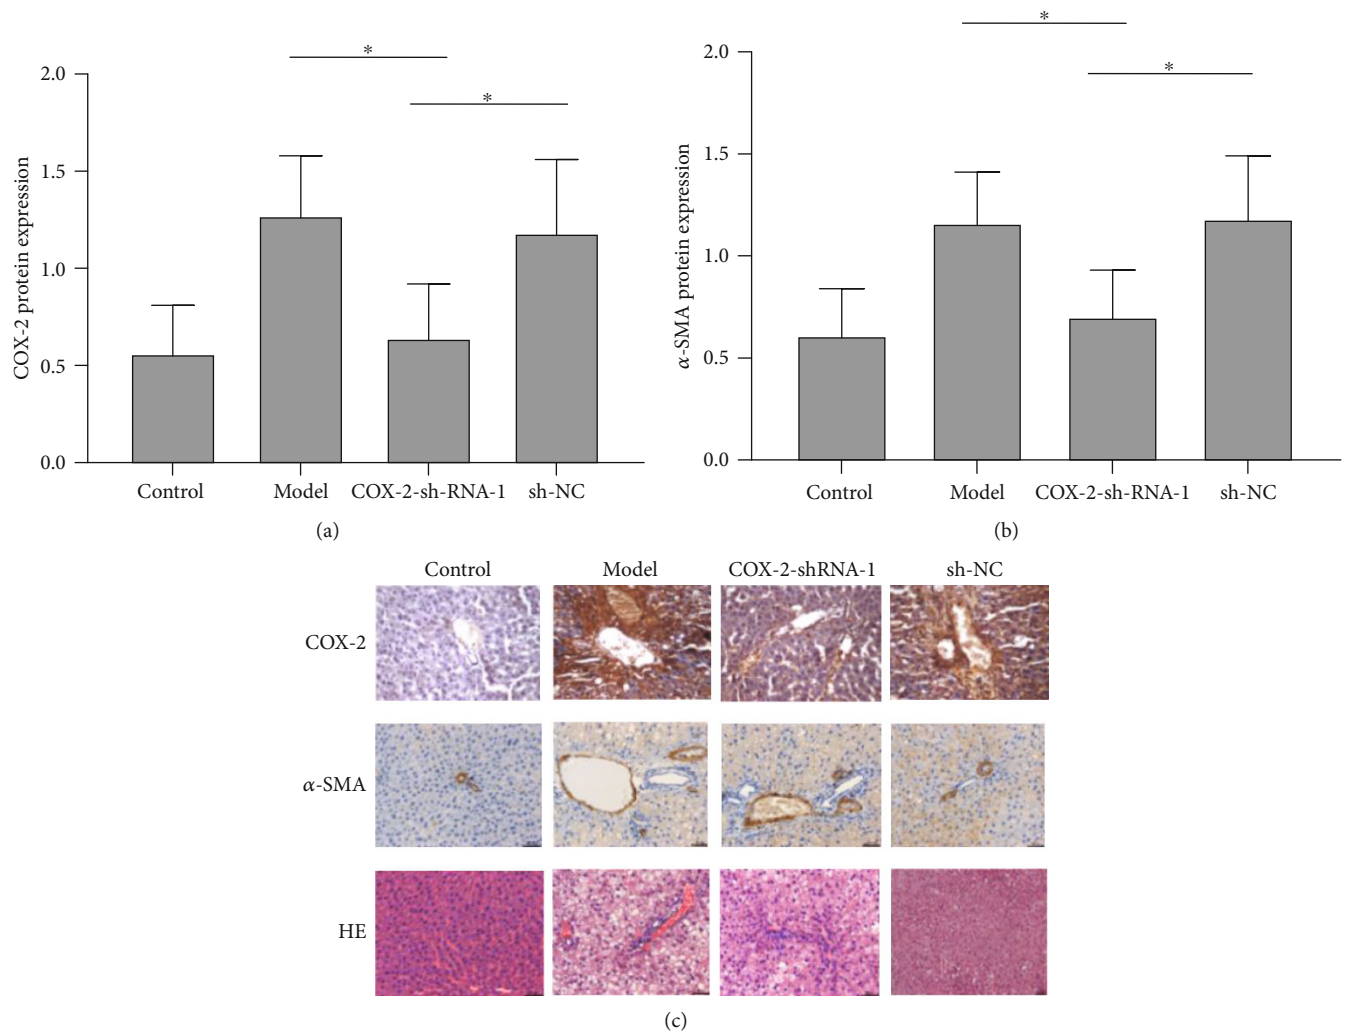 *
*
2.0
1.5
1.0
0.5
0.0
COX-2 protein expression
Control Model COX-2-sh-RNA-1 sh-NC
(a)
*
*
2.0
1.5
1.0
0.5
0.0
α-SMA protein expression
Control Model COX-2-sh-RNA-1 sh-NC
(b)
Control Model COX-2-shRNA-1 sh-NC
COX-2
α-SMA
HE
(c)